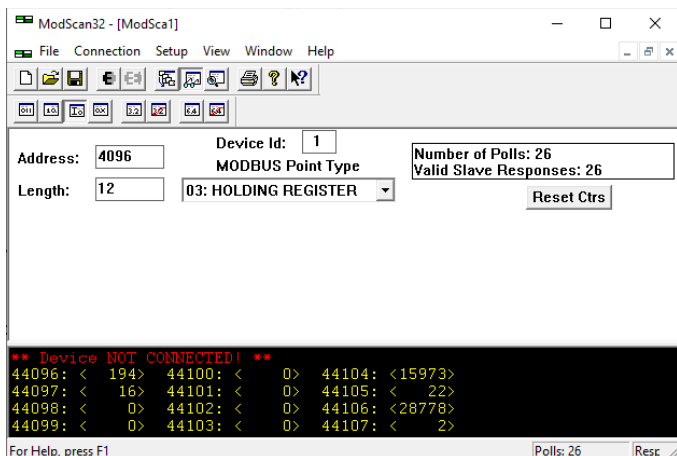 ModScan32 - [ModSca1]
File Connection Setup View Window Help
Address: 4096
Device Id: 1
MODBUS Point Type
Length: 12
03: HOLDING REGISTER
Number of Polls: 26
Valid Slave Responses: 26
Reset Ctrs
** Device NOT CONNECTED! **
44096: < 194> 44100: < 0> 44104: <15973>
44097: < 16> 44101: < 0> 44105: < 22>
44098: < 0> 44102: < 0> 44106: <28778>
44099: < 0> 44103: < 0> 44107: < 2>
For Help, press F1
Polls: 26
Resp